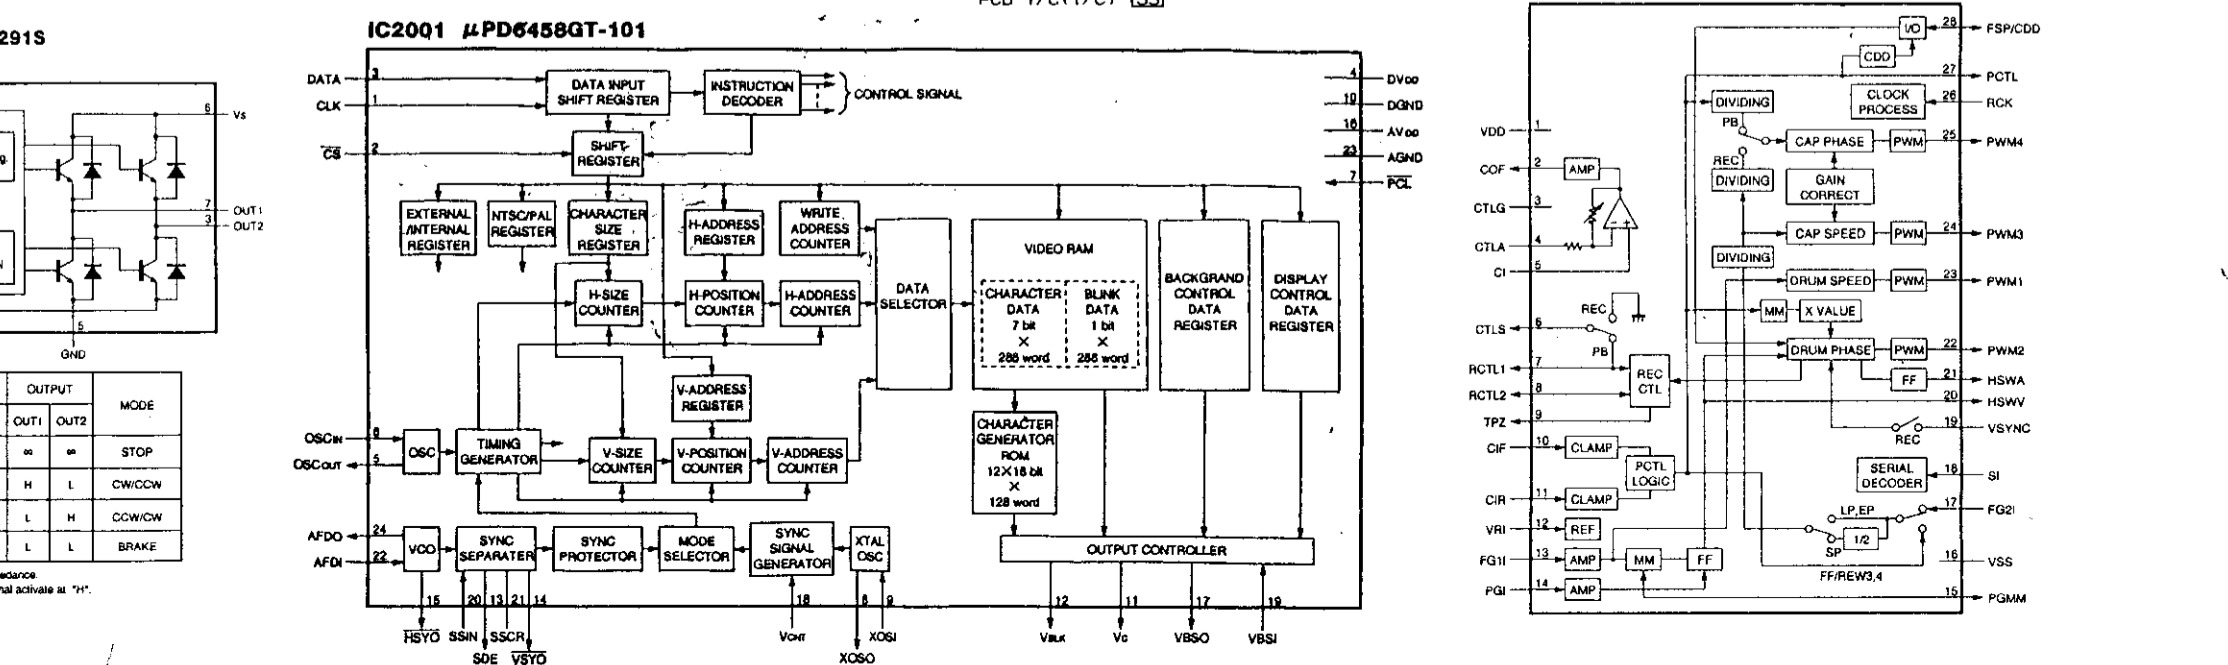 PCB
291S
6
Vs
7
OUT1
3
OUT2
5
GND
OUTPUT
MODE
OUT1
OUT2
∞
∞
STOP
H
L
CW/CCW
L
H
CCW/CW
L
L
BRAKE
edance.
nal activate at "H".
IC2001 μPD6458GT-101
DATA
3
CLK
1
CS
2
DATA INPUT
SHIFT REGISTER
INSTRUCTION
DECODER
CONTROL SIGNAL
SHIFT
REGISTER
4
DVDD
19
DGND
16
AVDD
23
AGND
7
PCL
EXTERNAL
/INTERNAL
REGISTER
NTSC/PAL
REGISTER
CHARACTER
SIZE
REGISTER
H-ADDRESS
REGISTER
WRITE
ADDRESS
COUNTER
H-SIZE
COUNTER
H-POSITION
COUNTER
H-ADDRESS
COUNTER
DATA
SELECTOR
VIDEO RAM
CHARACTER
DATA
7 bit
×
288 word
BLINK
DATA
1 bit
×
288 word
BACKGRAND
CONTROL
DATA
REGISTER
DISPLAY
CONTROL
DATA
REGISTER
V-ADDRESS
REGISTER
OSCIN
6
OSCOUT
5
OSC
TIMING
GENERATOR
V-SIZE
COUNTER
V-POSITION
COUNTER
V-ADDRESS
COUNTER
CHARACTER
GENERATOR
ROM
12×18 bit
×
128 word
AFDO
24
AFDI
22
VCO
SYNC
SEPARATER
SYNC
PROTECTOR
MODE
SELECTOR
SYNC
SIGNAL
GENERATOR
XTAL
OSC
OUTPUT CONTROLLER
15
20
13
21
14
18
8
9
12
11
17
19
HSYO
SSIN
SSCR
VCNT
XOSI
VBLK
VC
VBSO
VBSI
SDE
VSYO
XOSO
I/O
28
FSP/CDD
CDD
27
PCTL
DIVIDING
CLOCK
PROCESS
26
RCK
PB
VDD
1
CAP PHASE
PWM
25
PWM4
REC
COF
2
AMP
DIVIDING
GAIN
CORRECT
CTLG
3
CAP SPEED
PWM
24
PWM3
CTLA
4
DIVIDING
CI
5
DRUM SPEED
PWM
23
PWM1
REC
MM
X VALUE
CTLS
6
PB
DRUM PHASE
PWM
22
PWM2
RCTL1
7
REC
CTL
FF
21
HSWA
RCTL2
8
20
HSWV
TPZ
9
19
VSYNC
REC
CIF
10
CLAMP
PCTL
LOGIC
SERIAL
DECODER
18
SI
CIR
11
CLAMP
LP,EP
17
FG2I
VRI
12
REF
SP
1/2
FG1I
13
AMP
MM
FF
16
VSS
FF/REW3,4
PGI
14
AMP
15
PGMM